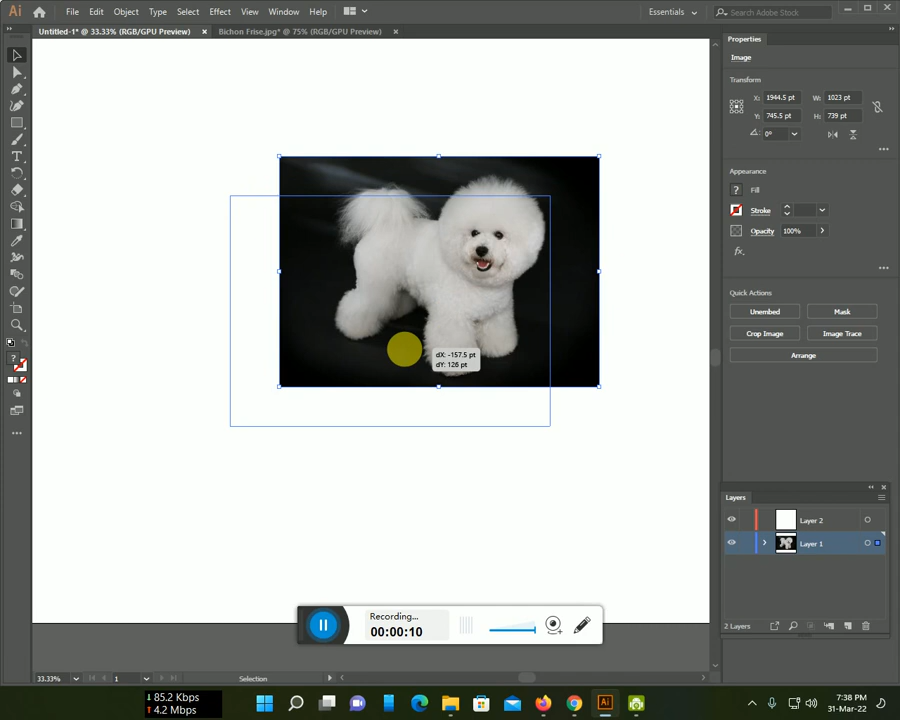 Ai File Edit Object Type Select Effect View Window Help Essentials Search Adobe Stock
Untitled-1* @ 33.33% (RGB/GPU Preview) × Bichon Frise.jpg* @ 75% (RGB/GPU Preview) ×
Properties
Image
Transform
X: 1944.5 pt W: 1023 pt
Y: 745.5 pt H: 739 pt
0°
Appearance
? Fill
Stroke
Opacity 100%
fx.
Quick Actions
Unembed Mask
Crop Image Image Trace
Arrange
dX: -157.5 pt
dY: 126 pt
Layers
Layer 2
Layer 1
2 Layers
Recording...
00:00:10
33.33% 1 Selection
85.2 Kbps
4.2 Mbps
Ai
7:38 PM
31-Mar-22